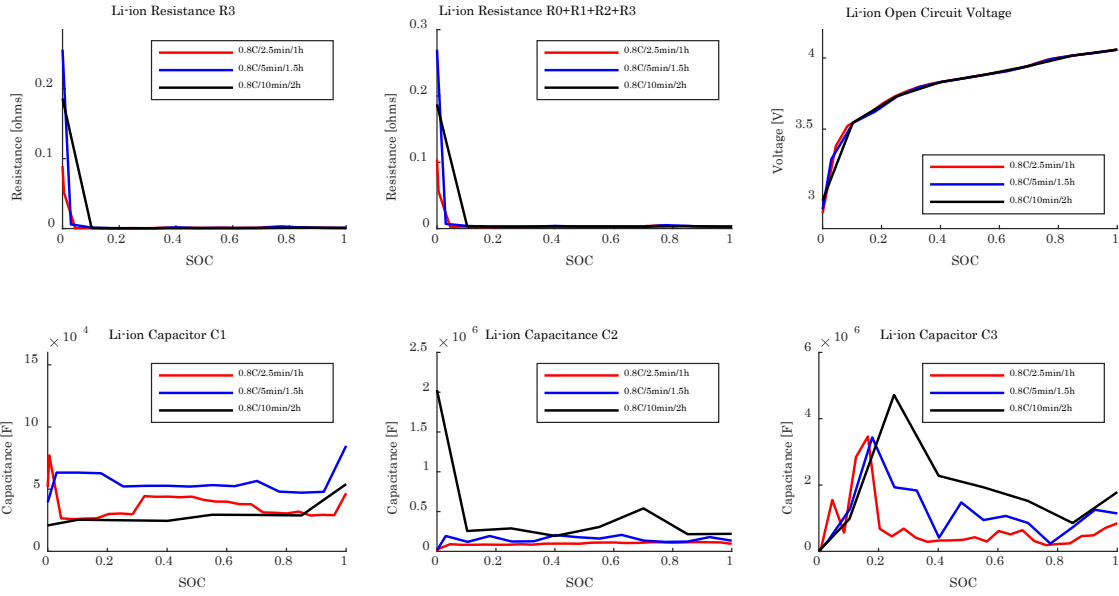 Li-ion Resistance R3
Resistance [ohms]
0.2
0.1
0
0.8C/2.5min/1h
0.8C/5min/1.5h
0.8C/10min/2h
0 0.2 0.4 0.6 0.8 1
SOC
Li-ion Resistance R0+R1+R2+R3
Resistance [ohms]
0.3
0.2
0.1
0
0.8C/2.5min/1h
0.8C/5min/1.5h
0.8C/10min/2h
0 0.2 0.4 0.6 0.8 1
SOC
Li-ion Open Circuit Voltage
Voltage [V]
4
3.5
3
0.8C/2.5min/1h
0.8C/5min/1.5h
0.8C/10min/2h
0 0.2 0.4 0.6 0.8 1
SOC
Li-ion Capacitor C1
× 10 4
Capacitance [F]
15
10
5
0
0.8C/2.5min/1h
0.8C/5min/1.5h
0.8C/10min/2h
0 0.2 0.4 0.6 0.8 1
SOC
Li-ion Capacitance C2
× 10 6
Capacitance [F]
2.5
2
1.5
1
0.5
0
0.8C/2.5min/1h
0.8C/5min/1.5h
0.8C/10min/2h
0 0.2 0.4 0.6 0.8 1
SOC
Li-ion Capacitor C3
× 10 6
Capacitance [F]
6
4
2
0
0.8C/2.5min/1h
0.8C/5min/1.5h
0.8C/10min/2h
0 0.2 0.4 0.6 0.8 1
SOC